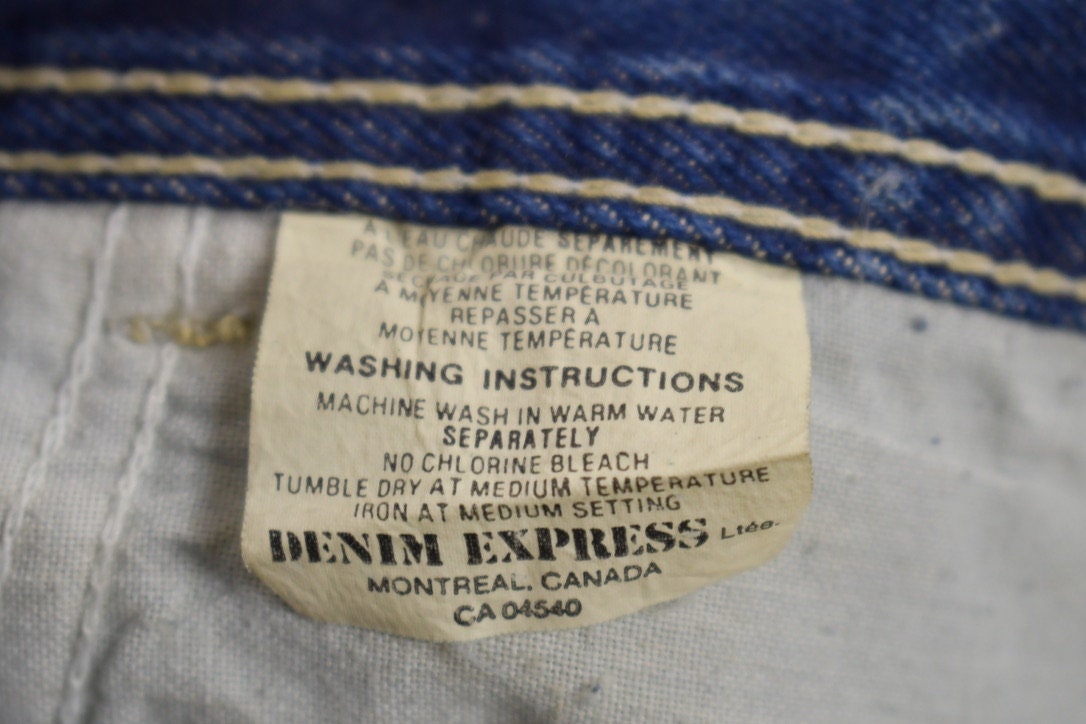 A L'EAU CHAUDE SEPAREMENT
PAS DE CHLORURE DÉCOLORANT
SECHAGE PAR CULBUTAGE
A MOYENNE TEMPÉRATURE
REPASSER A
MOYENNE TEMPÉRATURE
WASHING INSTRUCTIONS
MACHINE WASH IN WARM WATER
SEPARATELY
NO CHLORINE BLEACH
TUMBLE DRY AT MEDIUM TEMPERATURE
IRON AT MEDIUM SETTING
DENIM EXPRESS Ltée.
MONTREAL, CANADA
CA 04540